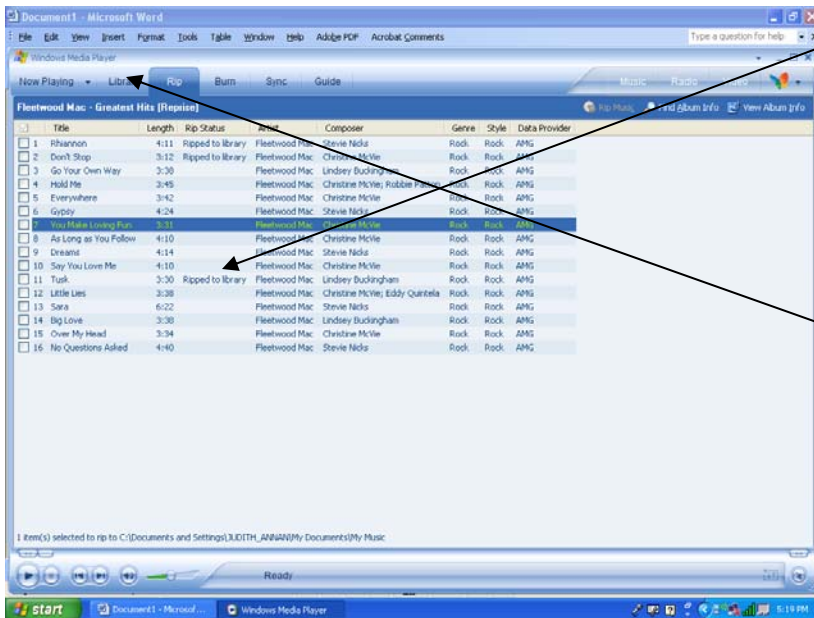 Document1 - Microsoft Word
File Edit View Insert Format Tools Table Window Help Adobe PDF Acrobat Comments Type a question for help
Windows Media Player
Now Playing Rip Burn Sync Guide Music Radio
Fleetwood Mac - Greatest Hits [Reprise] Rip Music Find Album Info View Album Info
Title Length Rip Status Artist Composer Genre Style Data Provider
1 Rhiannon 4:11 Ripped to library Fleetwood Mac Stevie Nicks Rock Rock AMG
2 Don't Stop 3:12 Ripped to library Fleetwood Mac Christine McVie Rock Rock AMG
3 Go Your Own Way 3:38 Fleetwood Mac Lindsey Buckingham Rock Rock AMG
4 Hold Me 3:45 Fleetwood Mac Christine McVie; Robbie Patton Rock Rock AMG
5 Everywhere 3:42 Fleetwood Mac Christine McVie Rock Rock AMG
6 Gypsy 4:24 Fleetwood Mac Stevie Nicks Rock Rock AMG
7 You Make Loving Fun 3:31 Fleetwood Mac Christine McVie Rock Rock AMG
8 As Long as You Follow 4:10 Fleetwood Mac Christine McVie Rock Rock AMG
9 Dreams 4:14 Fleetwood Mac Stevie Nicks Rock Rock AMG
10 Say You Love Me 4:10 Fleetwood Mac Christine McVie Rock Rock AMG
11 Tusk 3:30 Ripped to library Fleetwood Mac Lindsey Buckingham Rock Rock AMG
12 Little Lies 3:38 Fleetwood Mac Christine McVie; Eddy Quintela Rock Rock AMG
13 Sara 6:22 Fleetwood Mac Stevie Nicks Rock Rock AMG
14 Big Love 3:38 Fleetwood Mac Lindsey Buckingham Rock Rock AMG
15 Over My Head 3:34 Fleetwood Mac Christine McVie Rock Rock AMG
16 No Questions Asked 4:40 Fleetwood Mac Stevie Nicks Rock Rock AMG
1 item(s) selected to rip to C:\Documents and Settings\JUDITH_ANNAN\My Documents\My Music
Ready
start Document1 - Microsof... Windows Media Player 5:19 PM